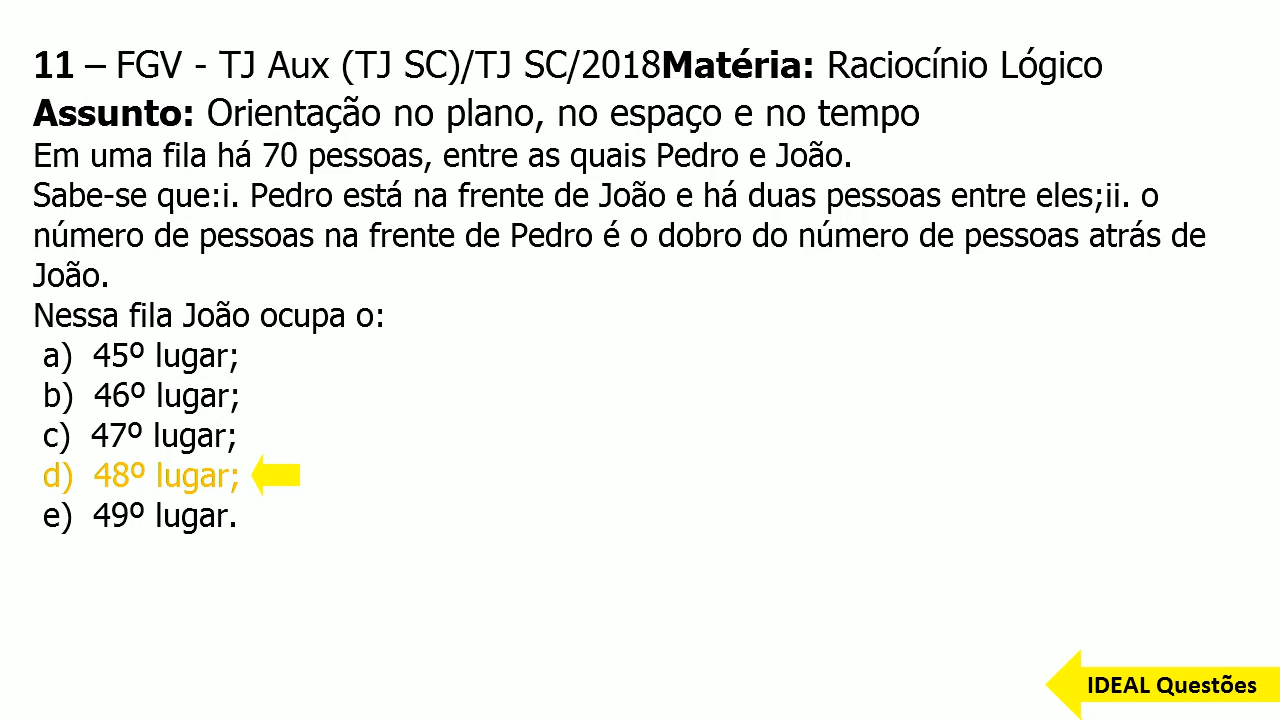 11 – FGV - TJ Aux (TJ SC)/TJ SC/2018Matéria: Raciocínio Lógico
Assunto: Orientação no plano, no espaço e no tempo
Em uma fila há 70 pessoas, entre as quais Pedro e João.
Sabe-se que:i. Pedro está na frente de João e há duas pessoas entre eles;ii. o
número de pessoas na frente de Pedro é o dobro do número de pessoas atrás de
João.
Nessa fila João ocupa o:
a) 45º lugar;
b) 46º lugar;
c) 47º lugar;
d) 48º lugar;
e) 49º lugar.
IDEAL Questões